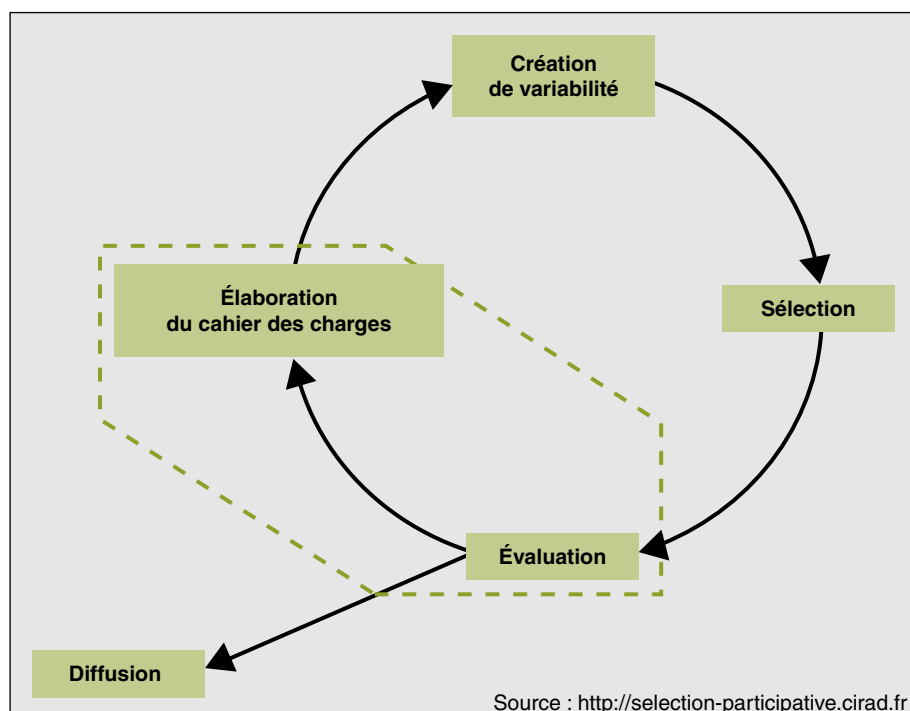 Création
de variabilité
Sélection
Élaboration
du cahier des charges
Évaluation
Diffusion
Source : http://selection-participative.cirad.fr